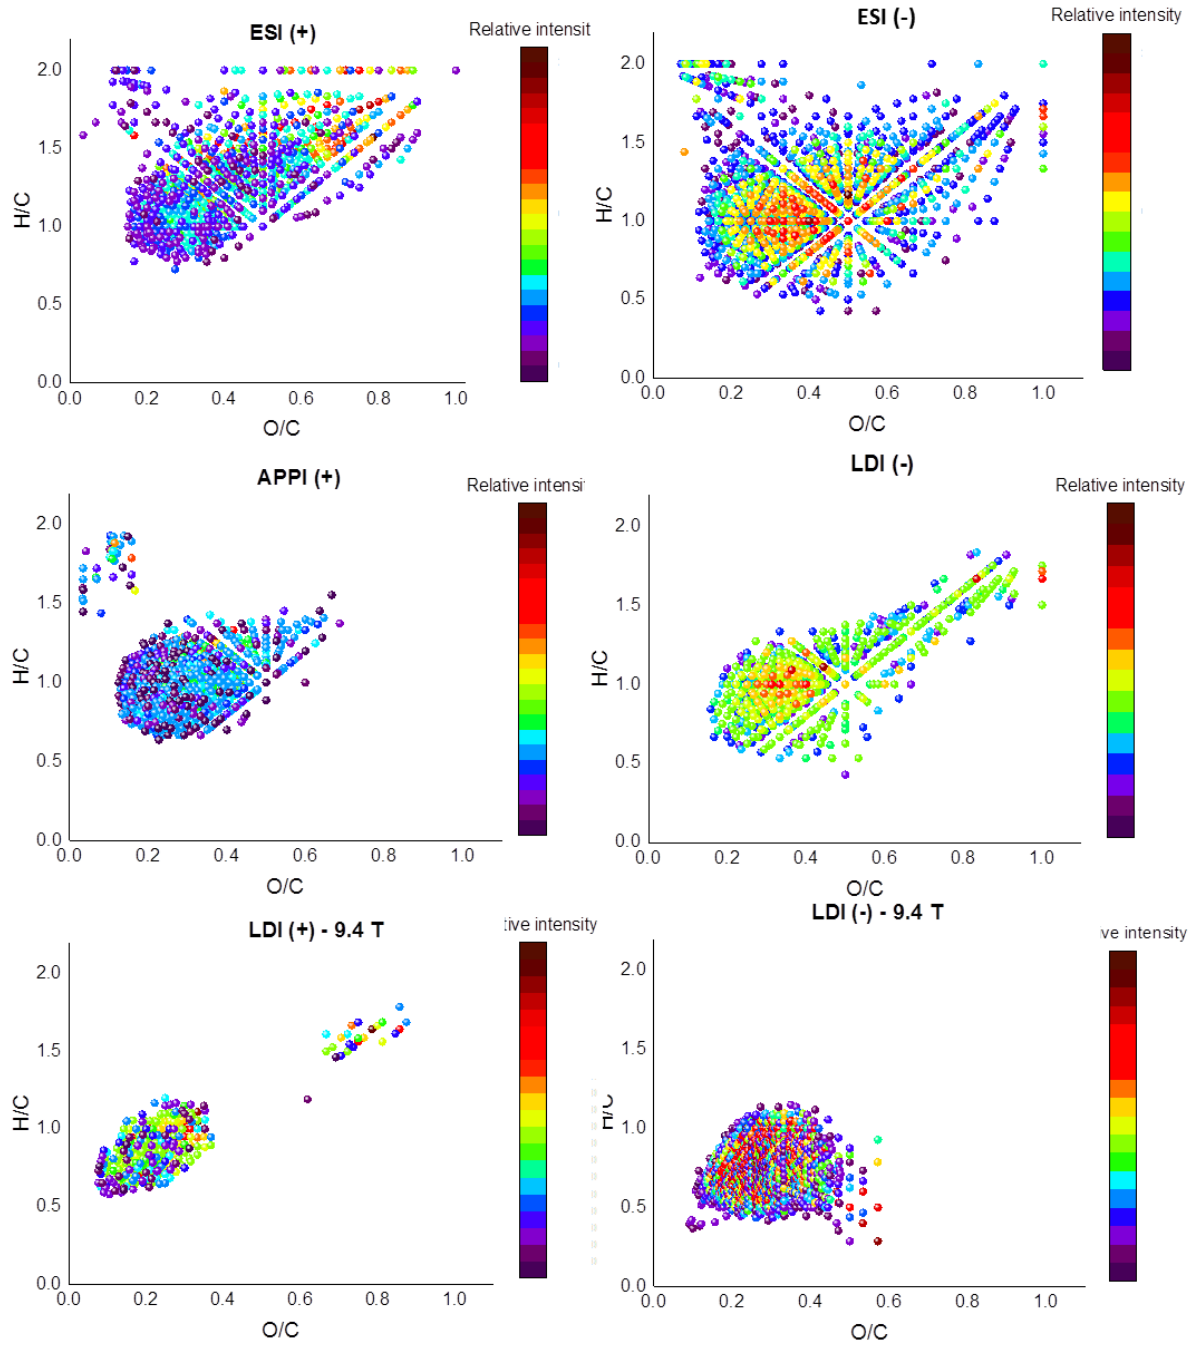 ESI (+)
Relative intensit
2.0
1.5
1.0
0.5
0.0
H/C
0.0 0.2 0.4 0.6 0.8 1.0
O/C
ESI (-)
Relative intensity
2.0
1.5
1.0
0.5
0.0
H/C
0.0 0.2 0.4 0.6 0.8 1.0
O/C
APPI (+)
Relative intensi
2.0
1.5
1.0
0.5
0.0
H/C
0.0 0.2 0.4 0.6 0.8 1.0
O/C
LDI (-)
Relative intensity
2.0
1.5
1.0
0.5
0.0
H/C
0.0 0.2 0.4 0.6 0.8 1.0
O/C
LDI (+) - 9.4 T
tive intensity
2.0
1.5
1.0
0.5
0.0
H/C
0.0 0.2 0.4 0.6 0.8 1.0
O/C
LDI (-) - 9.4 T
ive intensity
2.0
1.5
1.0
0.5
0.0
H/C
0.0 0.2 0.4 0.6 0.8 1.0
O/C